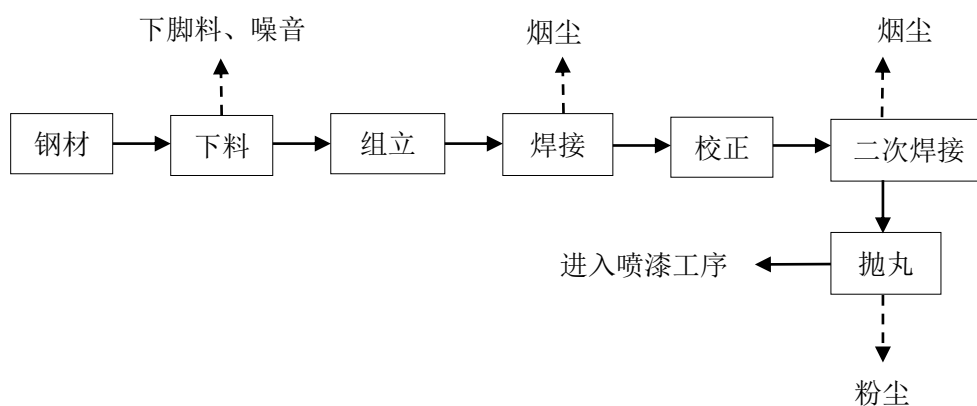 下脚料、噪音
烟尘
烟尘
钢材
下料
组立
焊接
校正
二次焊接
进入喷漆工序
抛丸
粉尘